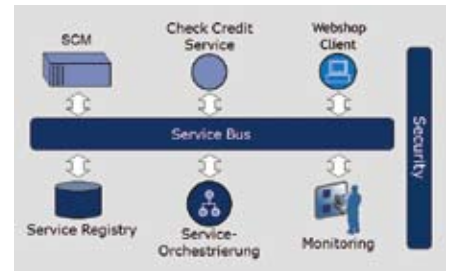 SCM
Check Credit
Service
Webshop
Client
Service Bus
Security
Service Registry
Service-
Orchestrierung
Monitoring